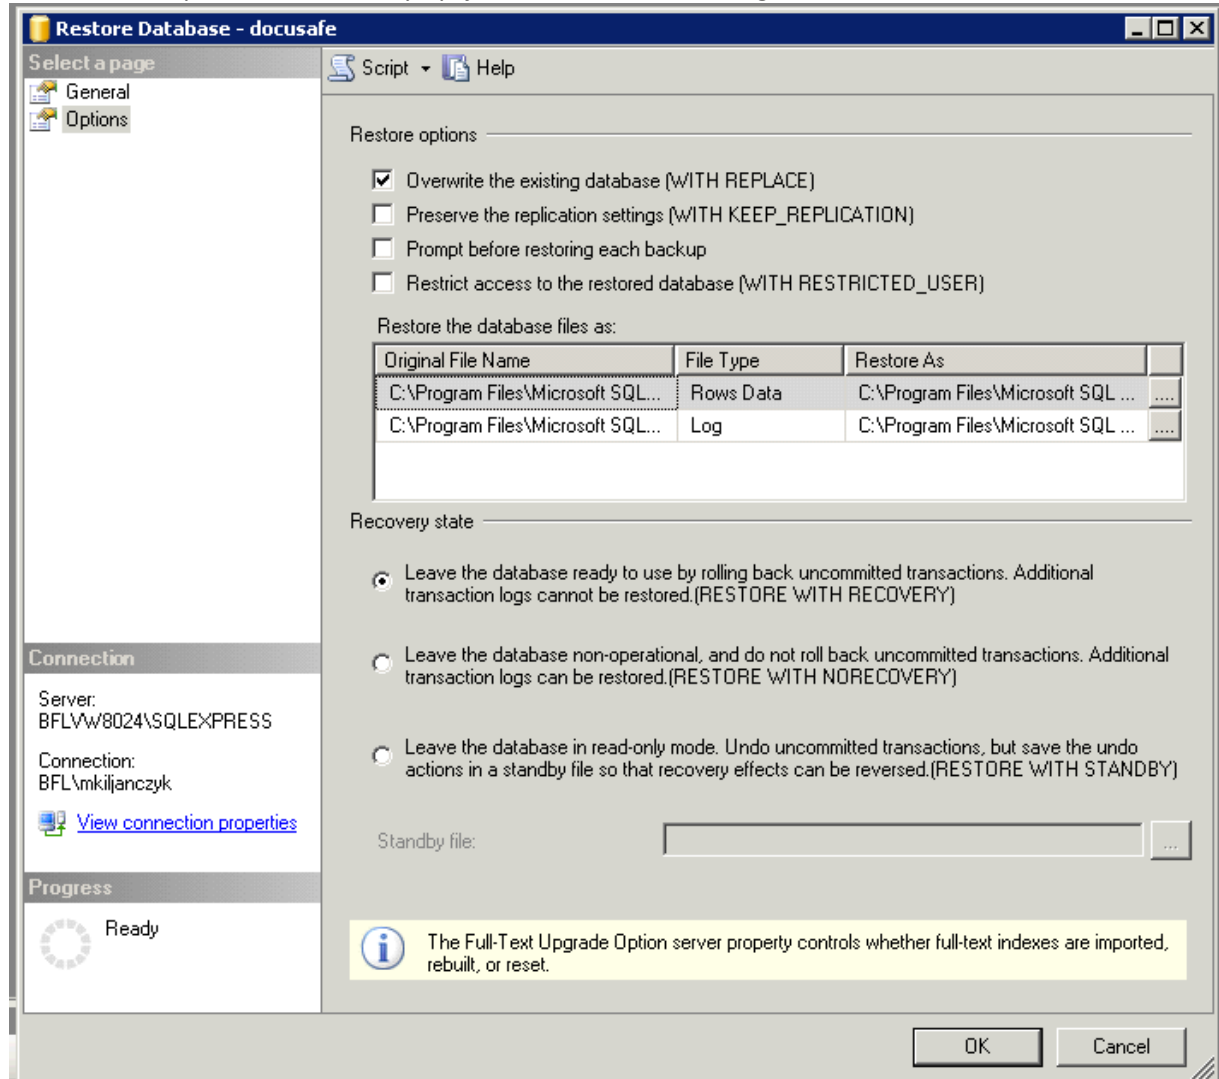 Restore Database - docusafe
Select a page
General
Options
Script
Help
Restore options
Overwrite the existing database (WITH REPLACE)
Preserve the replication settings (WITH KEEP_REPLICATION)
Prompt before restoring each backup
Restrict access to the restored database (WITH RESTRICTED_USER)
Restore the database files as:
Original File Name File Type Restore As
C:\Program Files\Microsoft SQL... Rows Data C:\Program Files\Microsoft SQL ... ....
C:\Program Files\Microsoft SQL... Log C:\Program Files\Microsoft SQL ... ....
Recovery state
Leave the database ready to use by rolling back uncommitted transactions. Additional
transaction logs cannot be restored.(RESTORE WITH RECOVERY)
Leave the database non-operational, and do not roll back uncommitted transactions. Additional
transaction logs can be restored.(RESTORE WITH NORECOVERY)
Leave the database in read-only mode. Undo uncommitted transactions, but save the undo
actions in a standby file so that recovery effects can be reversed.(RESTORE WITH STANDBY)
Standby file:
...
Connection
Server:
BFLVW8024\SQLEXPRESS
Connection:
BFL\mkiljanczyk
View connection properties
Progress
Ready
The Full-Text Upgrade Option server property controls whether full-text indexes are imported,
rebuilt, or reset.
OK
Cancel